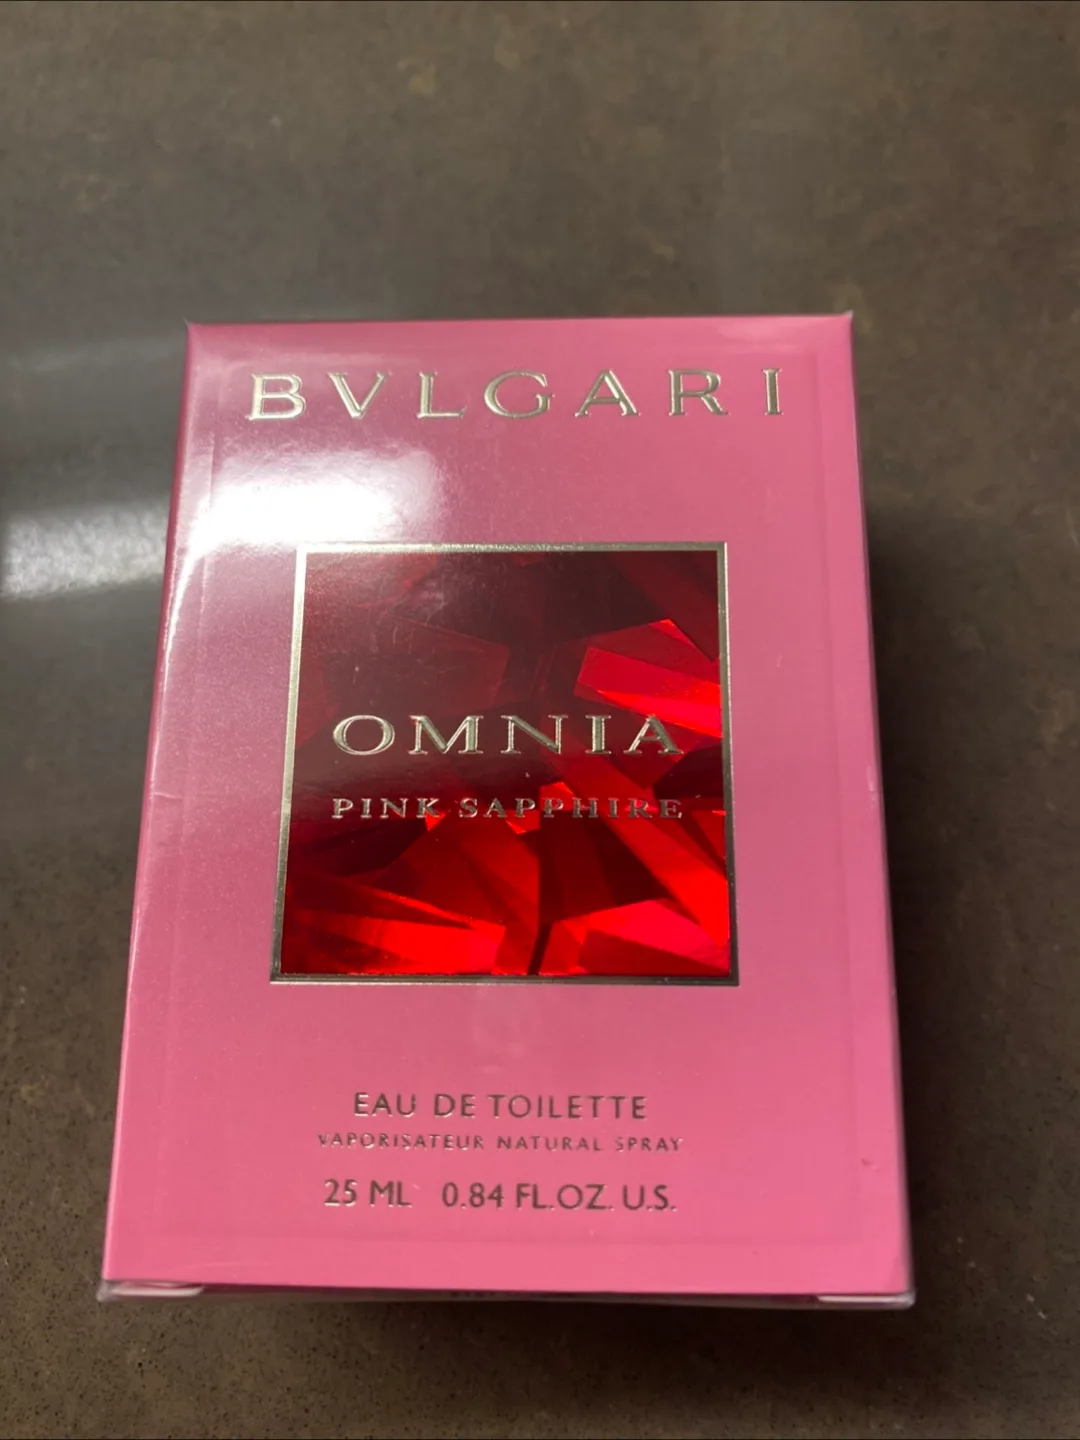 BVLGARI
OMNIA
PINK SAPPHIRE
EAU DE TOILETTE
VAPORISATEUR NATURAL SPRAY
25 ML 0.84 FL.OZ. U.S.